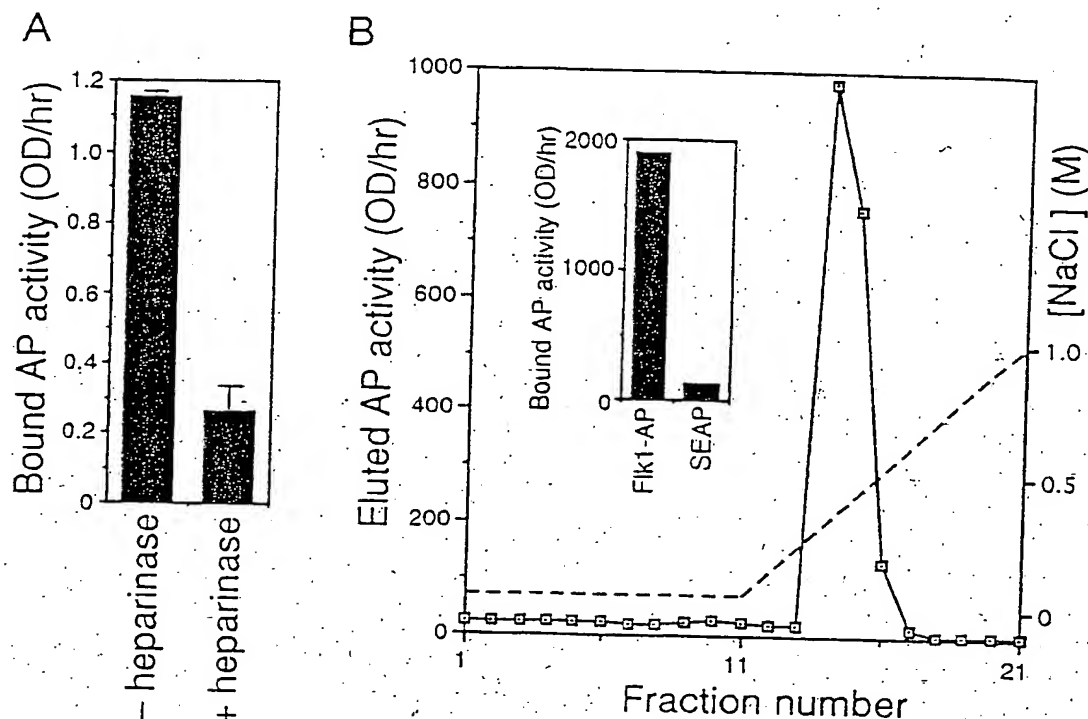 A
Bound AP activity (OD/hr)
1.2
1.0
0.8
0.6
0.4
0.2
0
– heparinase
+ heparinase
B
Eluted AP activity (OD/hr)
1000
800
600
400
200
0
Bound AP activity (OD/hr)
2000
1000
0
Flk1-AP
SEAP
[NaCl] (M)
1.0
0.5
0
1
11
21
Fraction number